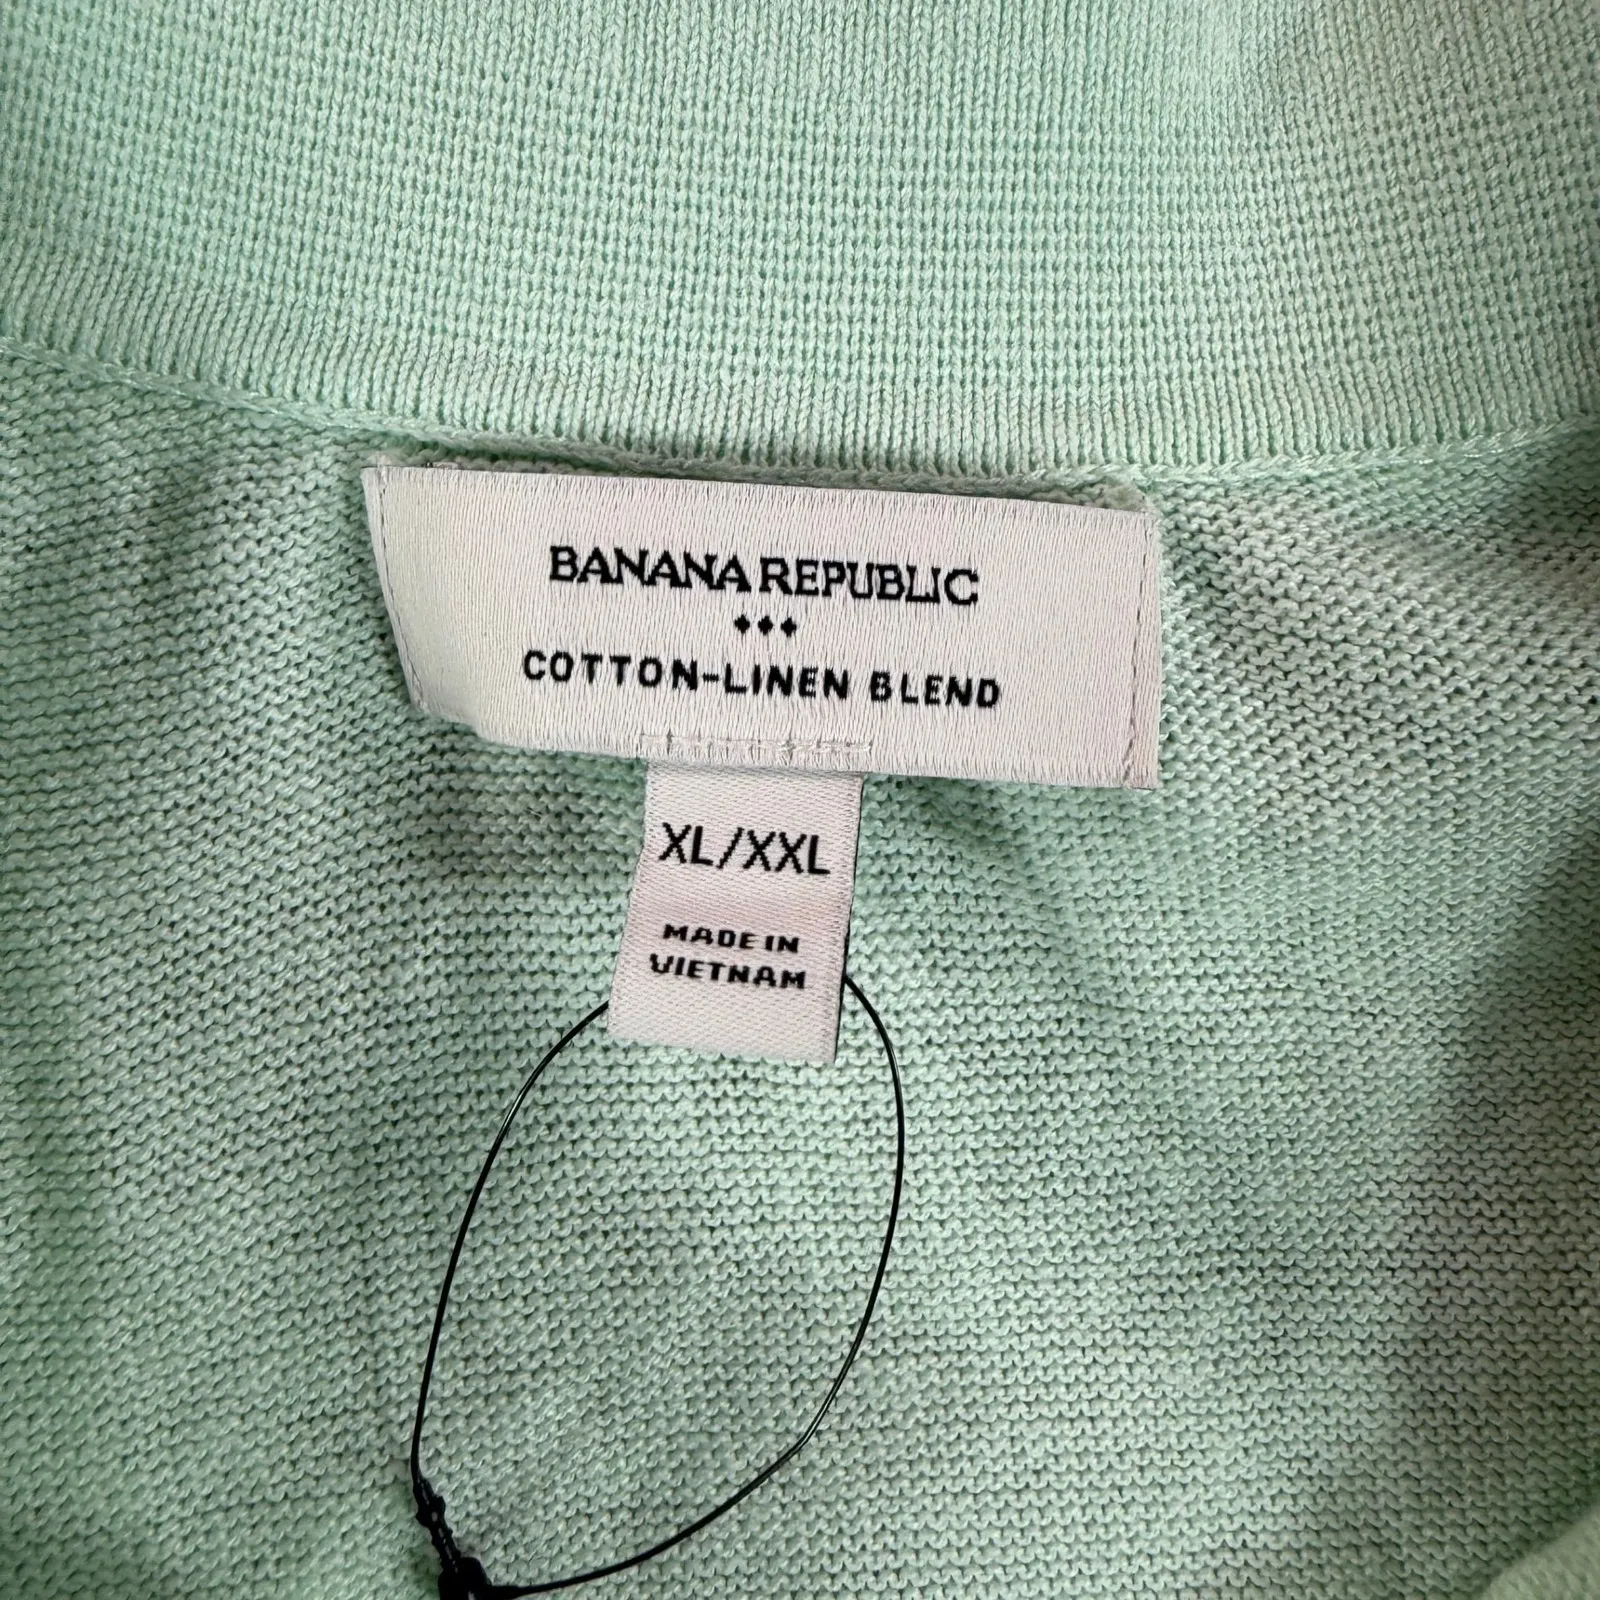 BANANA REPUBLIC
COTTON-LINEN BLEND
XL/XXL
MADE IN
VIETNAM